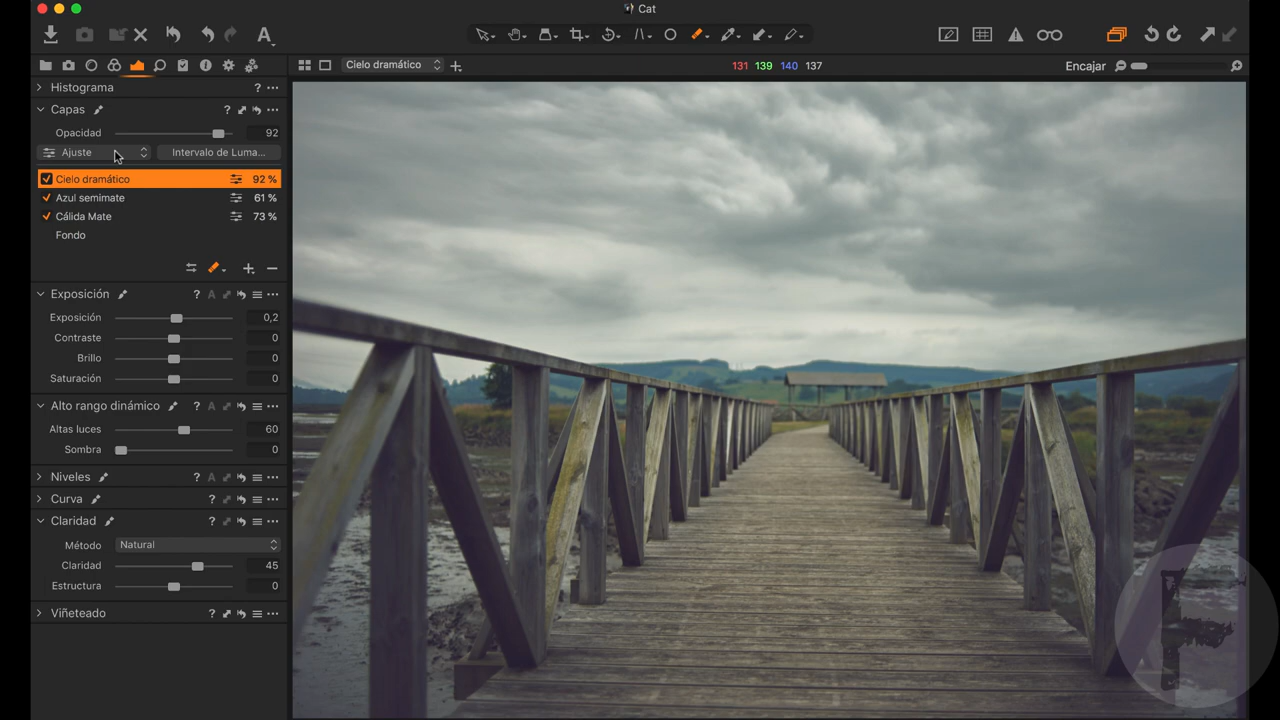 Cat
Cielo dramático
131 139 140 137
Encajar
Histograma ?
Capas ?
Opacidad 92
Ajuste Intervalo de Luma...
Cielo dramático 92 %
Azul semimate 61 %
Cálida Mate 73 %
Fondo
Exposición ? A
Exposición 0,2
Contraste 0
Brillo 0
Saturación 0
Alto rango dinámico ? A
Altas luces 60
Sombra 0
Niveles ? A
Curva ?
Claridad ?
Método Natural
Claridad 45
Estructura 0
Viñeteado ?